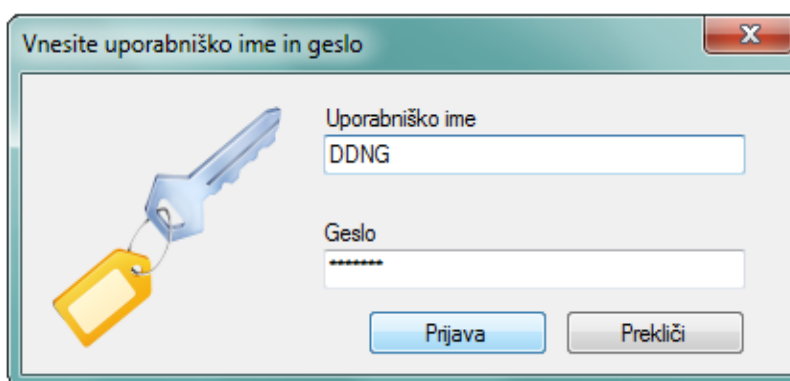 Vnesite uporabniško ime in geslo
Uporabniško ime
DDNG
Geslo
*******
Prijava
Prekliči